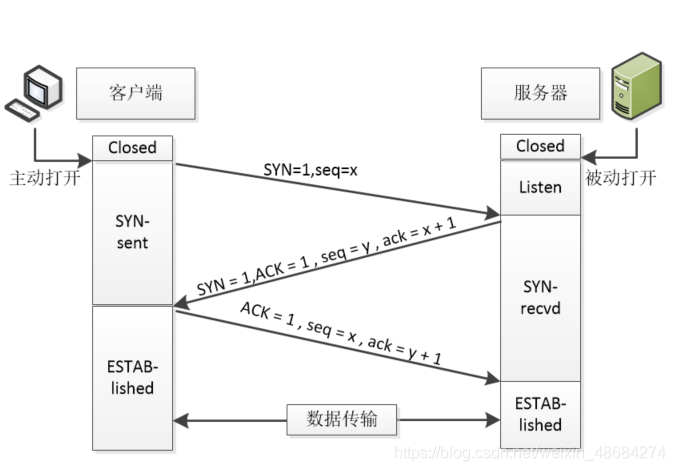 客户端
服务器
Closed
Closed
主动打开
SYN=1,seq=x
被动打开
Listen
SYN-
sent
SYN = 1,ACK = 1 , seq = y , ack = x + 1
SYN-
recvd
ACK = 1 , seq = x , ack = y + 1
ESTAB-
lished
数据传输
ESTAB-
lished
https://blog.csdn.net/weixin_48684274